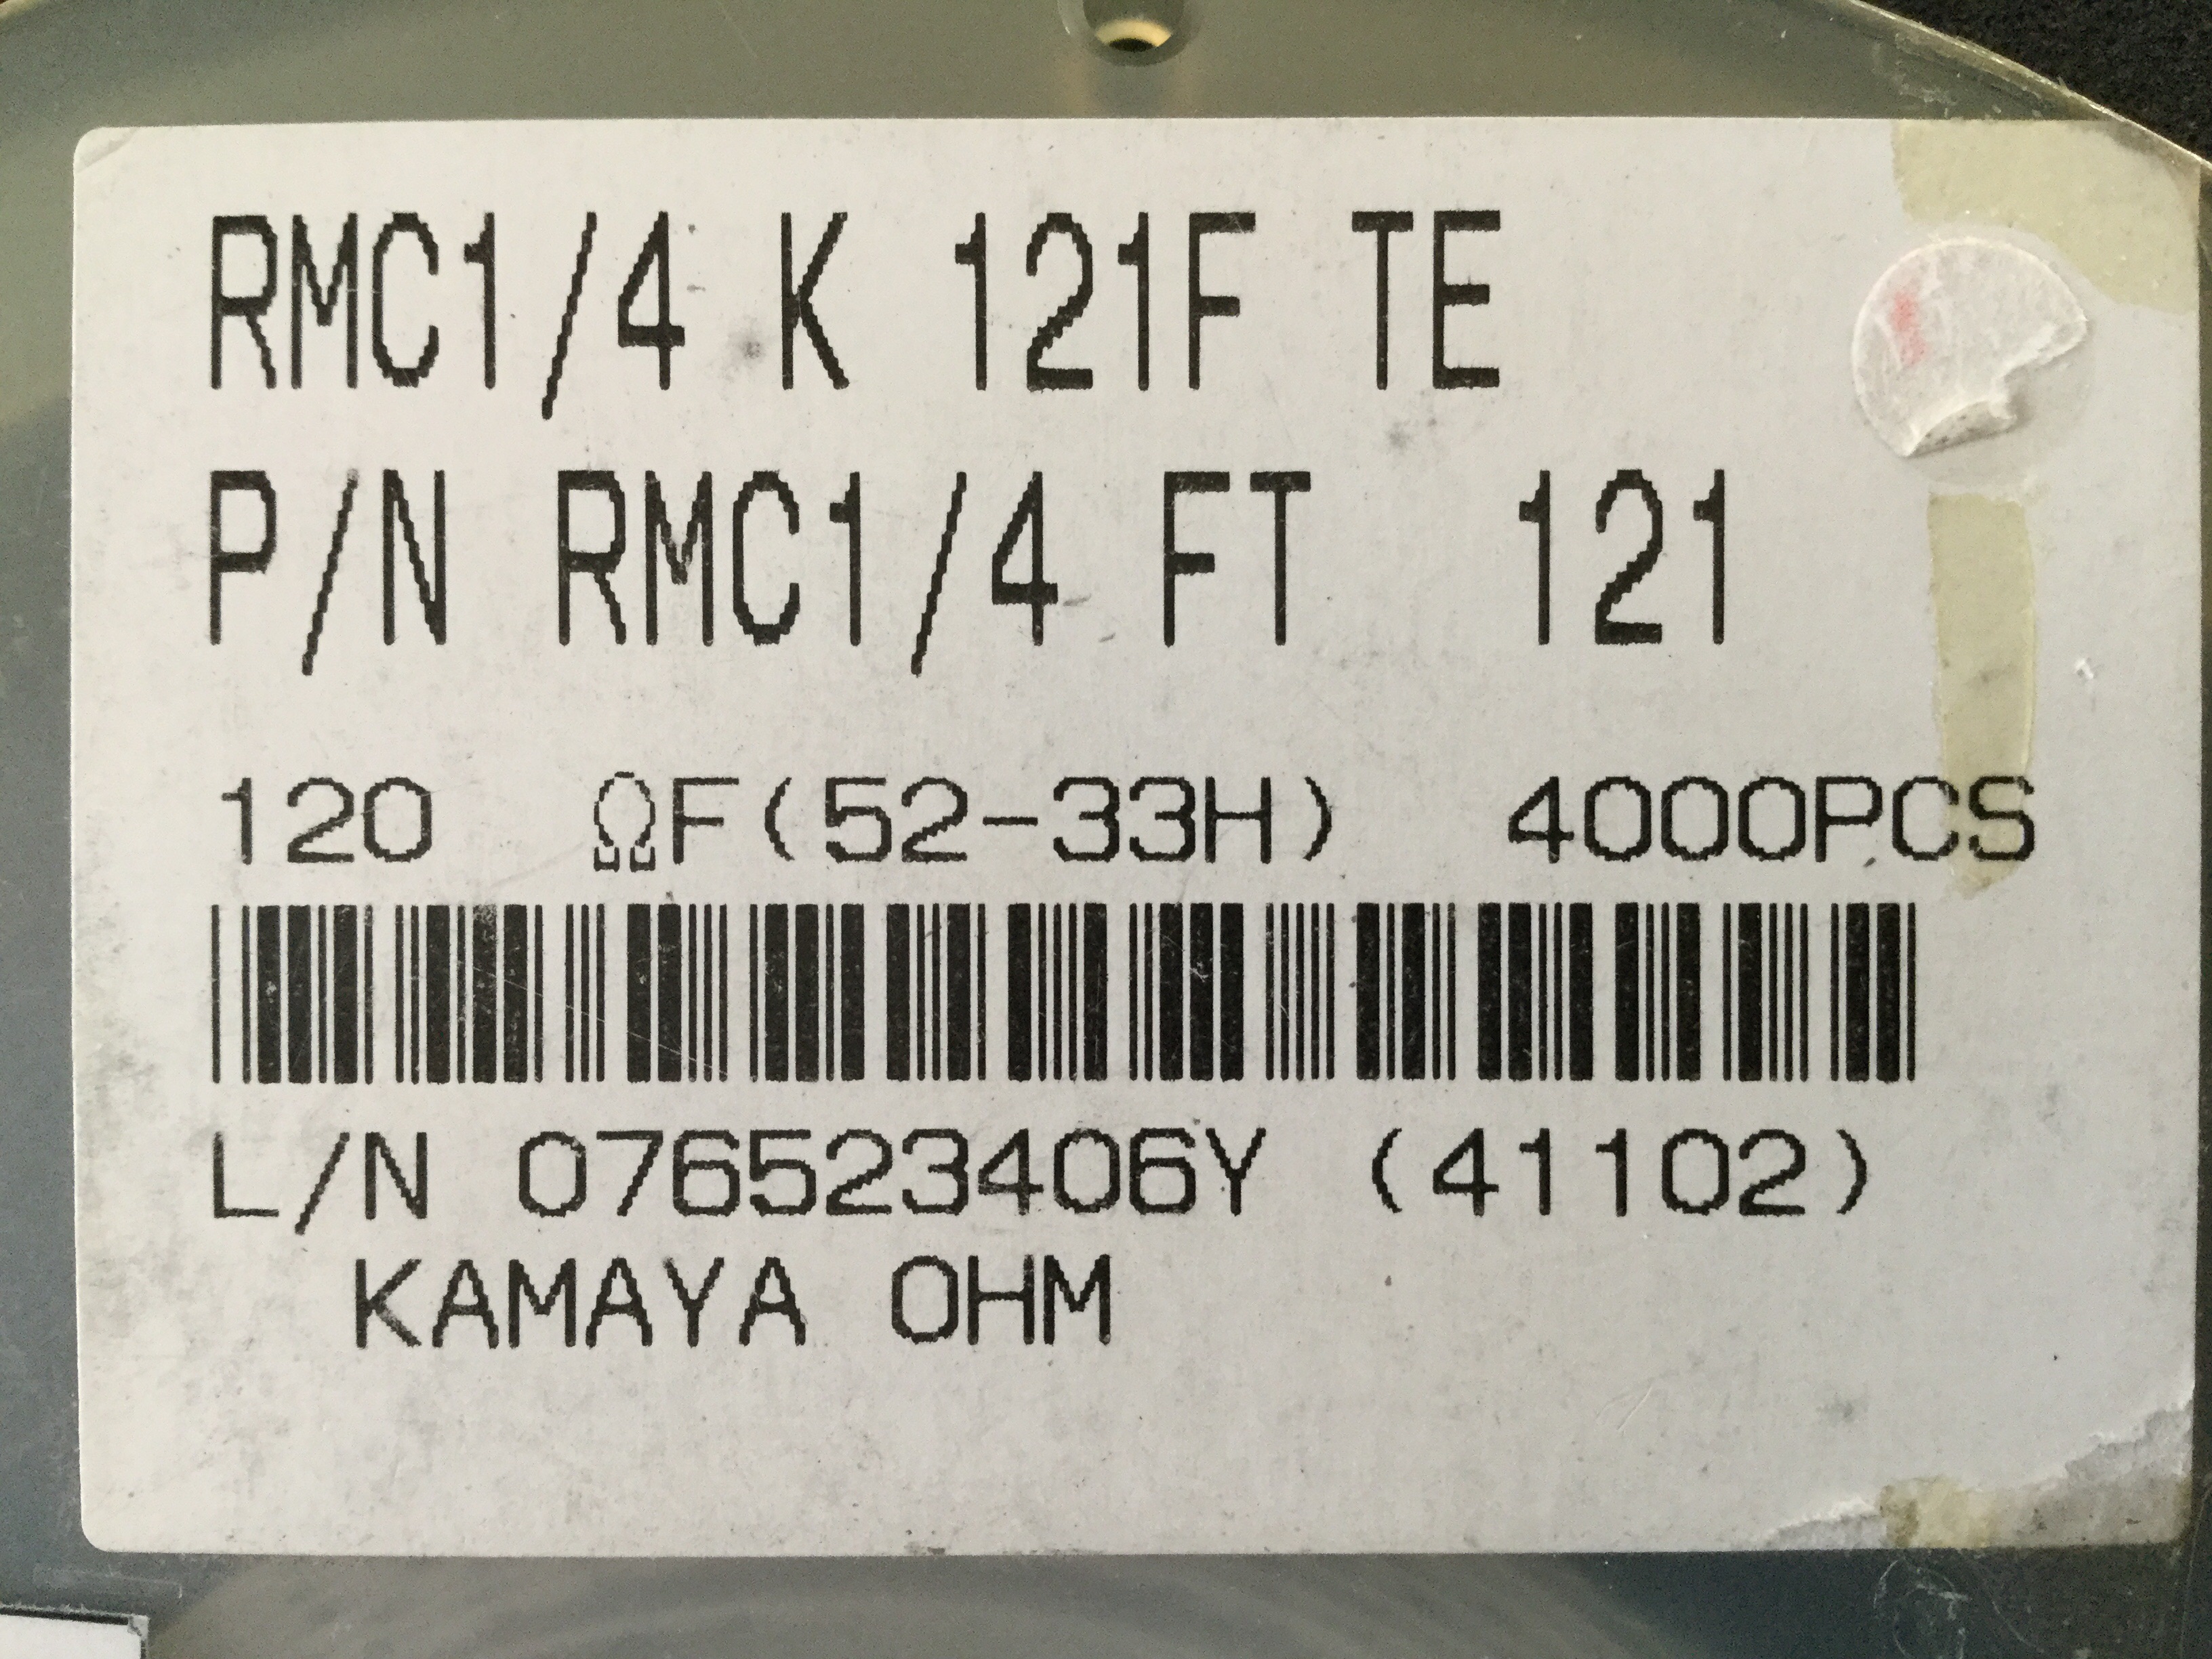 RMC1/4 K 121F TE
P/N RMC1/4 FT 121
120 ΩF(52-33H) 4000PCS
L/N 076523406Y (41102)
KAMAYA OHM